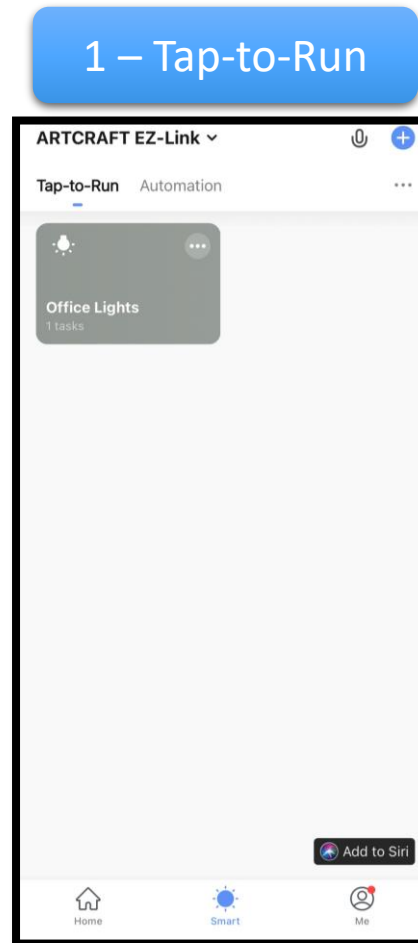 1 – Tap-to-Run
ARTCRAFT EZ-Link
Tap-to-Run Automation
Office Lights
1 tasks
Add to Siri
Home Smart Me